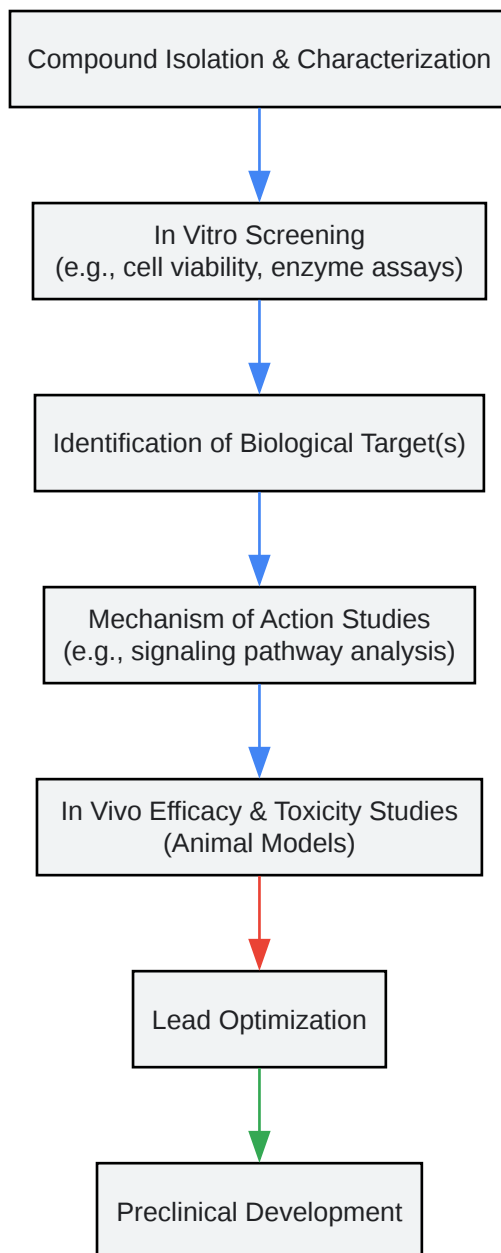 Compound Isolation & Characterization
In Vitro Screening
(e.g., cell viability, enzyme assays)
Identification of Biological Target(s)
Mechanism of Action Studies
(e.g., signaling pathway analysis)
In Vivo Efficacy & Toxicity Studies
(Animal Models)
Lead Optimization
Preclinical Development